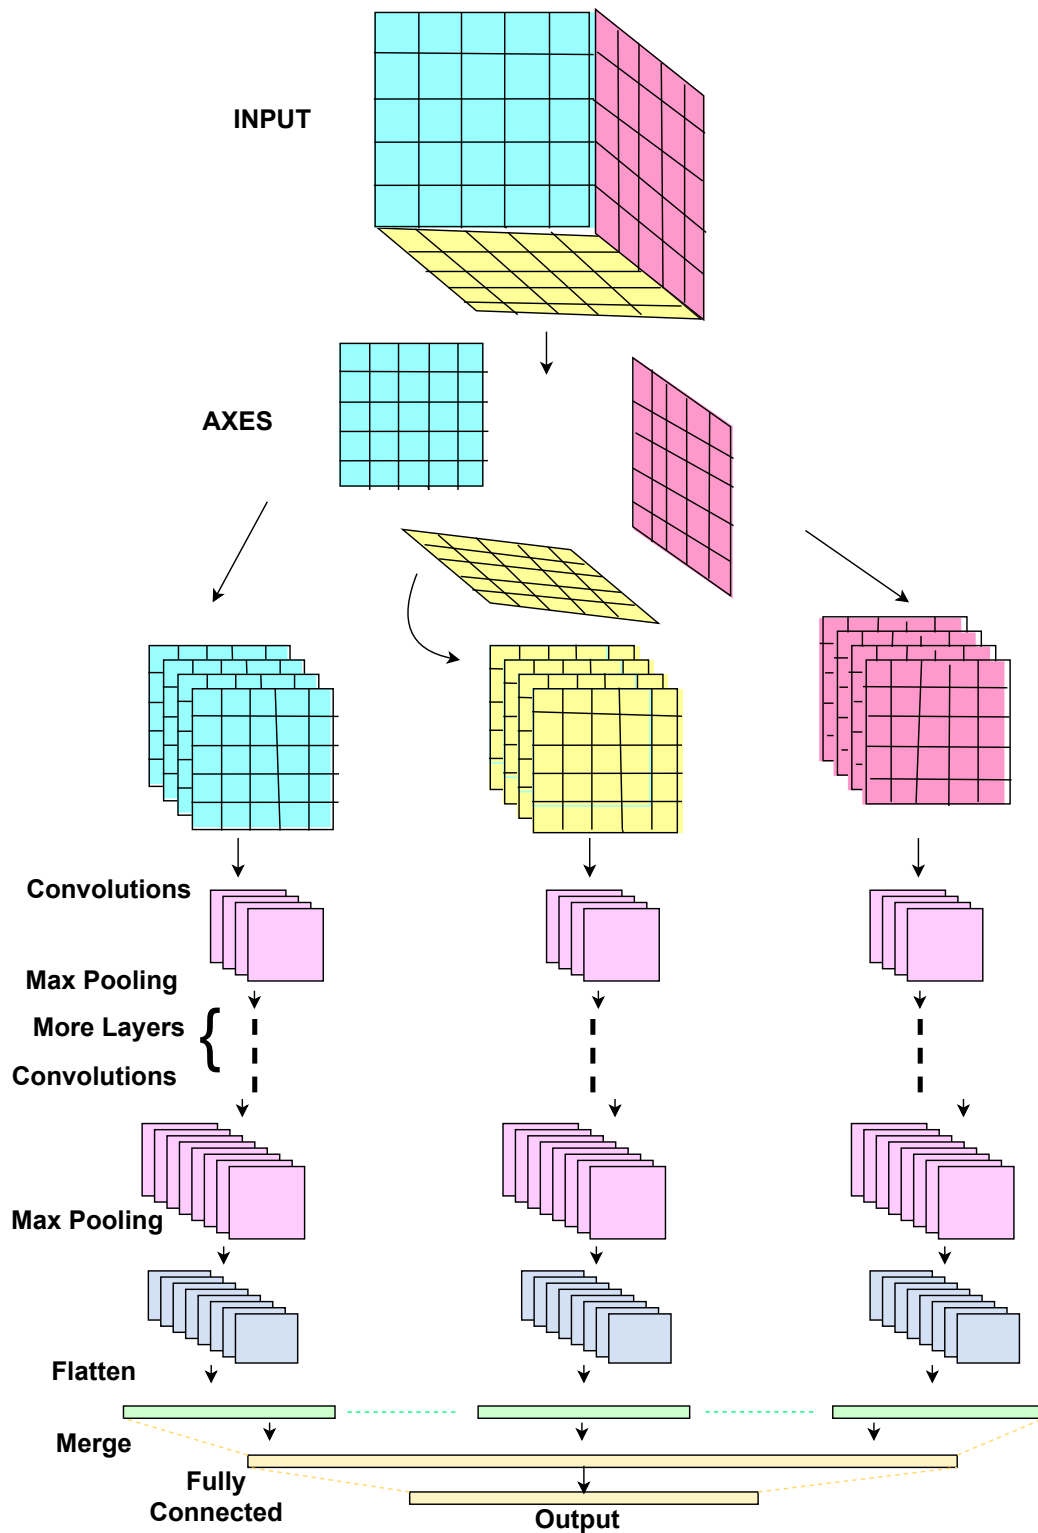 INPUT
AXES
Convolutions
Max Pooling
More Layers {
Convolutions
Max Pooling
Flatten
Merge
Fully
Connected
Output